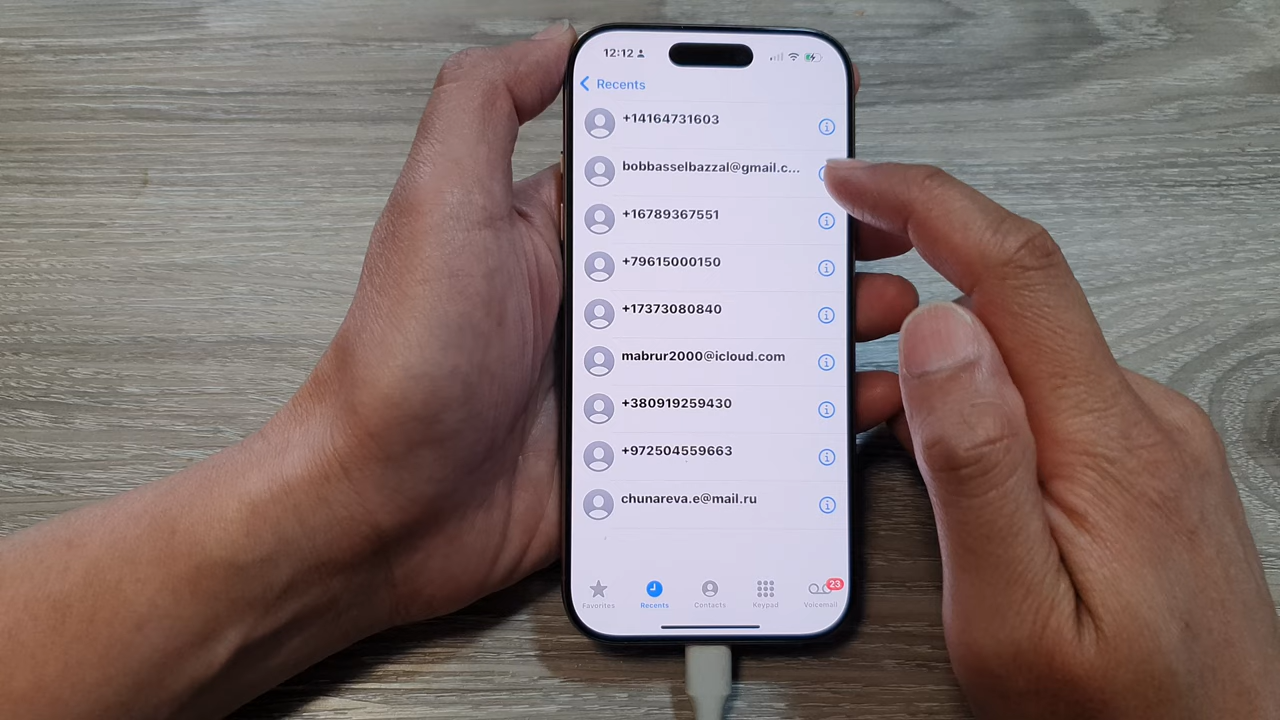 12:12
Recents
+14164731603
bobbasselbazzal@gmail.c...
+16789367551
+79615000150
+17373080840
mabrur2000@icloud.com
+380919259430
+972504559663
chunareva.e@mail.ru
23
Favorites
Recents
Contacts
Keypad
Voicemail